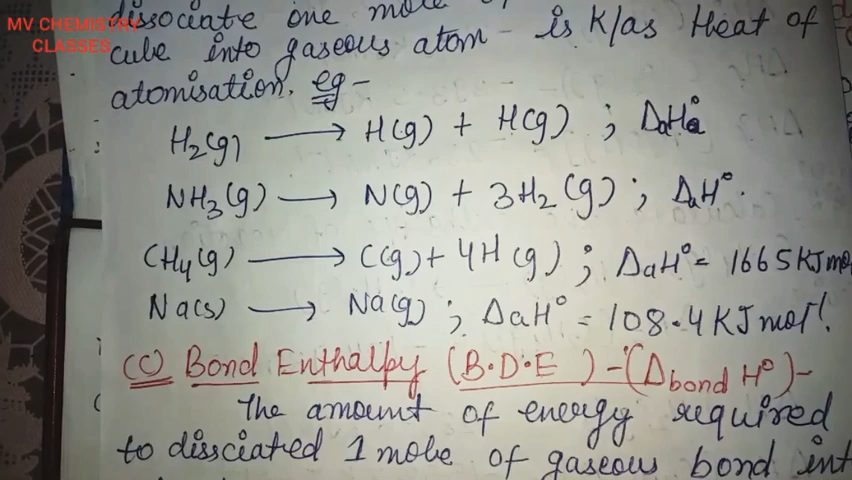 MV CHEMISTRY
CLASSES
dissociate one mole
cule into gaseous atom - is K/as Heat of
atomisation. eg -
H₂(g) ⟶ H(g) + H(g) ; ΔaH°
NH₃(g) ⟶ N(g) + 3H₂(g) ; ΔaH°.
CH₄(g) ⟶ C(g) + 4H(g) ; ΔaH° = 1665 KJ mo
Na(s) ⟶ Na(g) ; ΔaH° = 108.4 KJ mol⁻¹.
(C) Bond Enthalpy (B.D.E) - (Δbond H°) -
The amount of energy required
to dissciated 1 mole of gaseous bond int